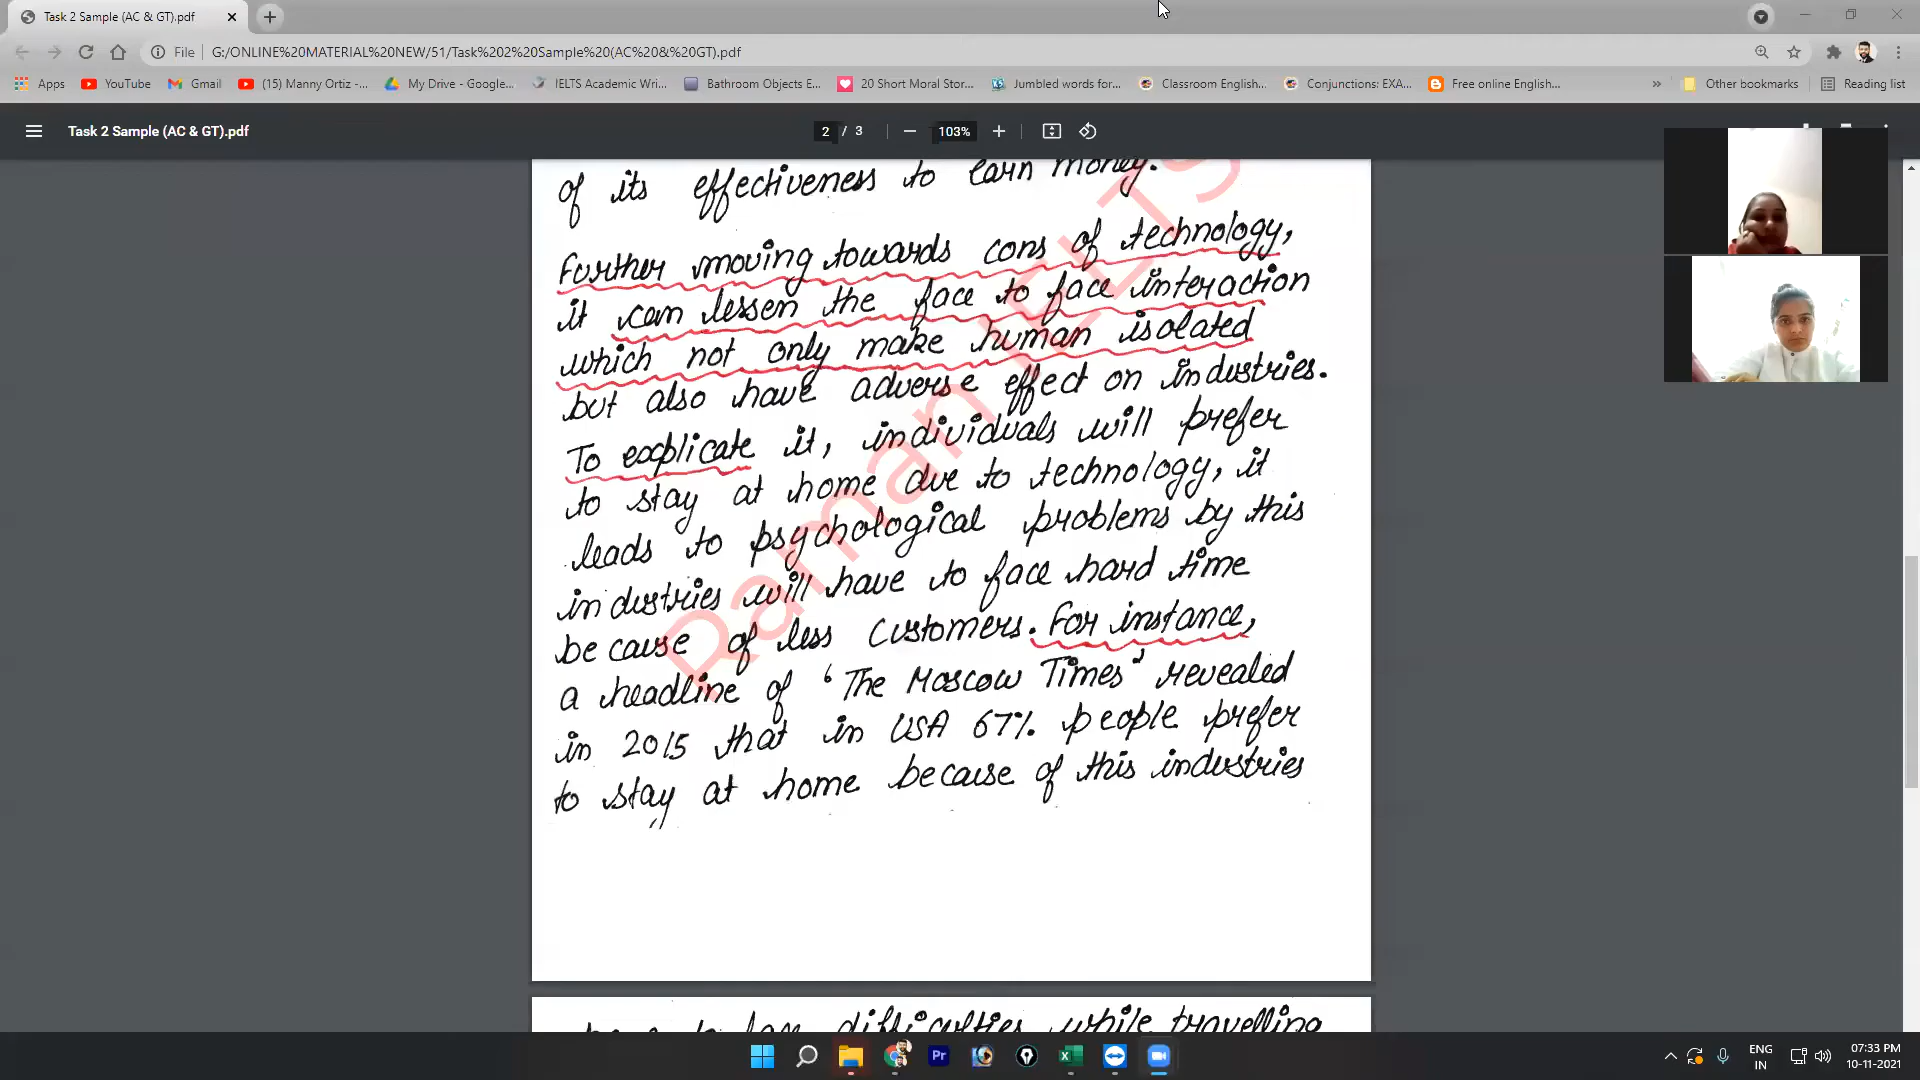 Task 2 Sample (AC & GT).pdf
File G:/ONLINE%20MATERIAL%20NEW/51/Task%202%20Sample%20(AC%20&%20GT).pdf
Apps YouTube Gmail (15) Manny Ortiz -... My Drive - Google... IELTS Academic Wri... Bathroom Objects E... 20 Short Moral Stor... Jumbled words for... Classroom English... Conjunctions: EXA... Free online English... » Other bookmarks Reading list
Task 2 Sample (AC & GT).pdf 2 / 3 103%
of its effectiveness to earn money.
Further moving towards cons of technology,
it can lessen the face to face interaction
which not only make human isolated
but also have adverse effect on industries.
To explicate it, individuals will prefer
to stay at home due to technology, it
leads to psychological problems by this
industries will have to face hard time
because of less customers. For instance,
a headline of 'The Moscow Times' revealed
in 2015 that in USA 67% people prefer
to stay at home because of this industries
Raman IELTS
to face difficulties while travelling
Pr
ENG
IN
07:33 PM
10-11-2021